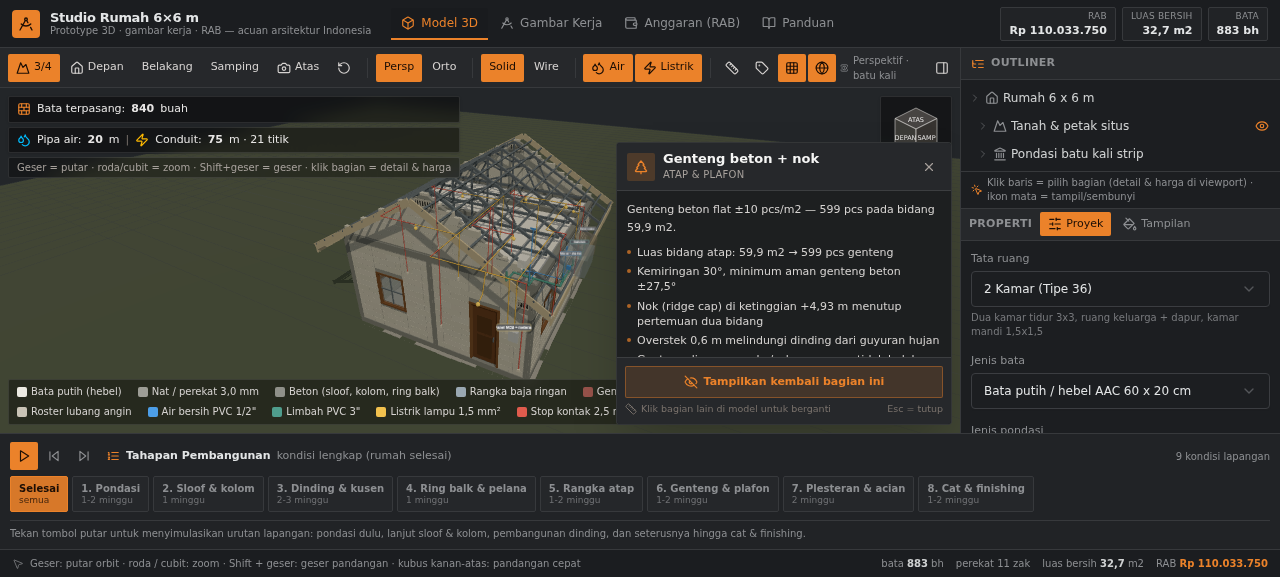 Studio Rumah 6×6 m
Prototype 3D · gambar kerja · RAB — acuan arsitektur Indonesia
Model 3D
Gambar Kerja
Anggaran (RAB)
Panduan
RAB
Rp 110.033.750
LUAS BERSIH
32,7 m2
BATA
883 bh
3/4
Depan
Belakang
Samping
Atas
Persp
Orto
Solid
Wire
Air
Listrik
Perspektif ·
batu kali
OUTLINER
Rumah 6 x 6 m
Tanah & petak situs
Pondasi batu kali strip
Klik baris = pilih bagian (detail & harga di viewport) ·
ikon mata = tampil/sembunyi
PROPERTI
Proyek
Tampilan
Tata ruang
2 Kamar (Tipe 36)
Dua kamar tidur 3x3, ruang keluarga + dapur, kamar
mandi 1,5x1,5
Jenis bata
Bata putih / hebel AAC 60 x 20 cm
Jenis pondasi
Bata terpasang: 840 buah
Pipa air: 20 m | Conduit: 75 m · 21 titik
Geser = putar · roda/cubit = zoom · Shift+geser = geser · klik bagian = detail & harga
ATAS
DEPAN
SAMP
Genteng beton + nok
ATAP & PLAFON
Genteng beton flat ±10 pcs/m2 — 599 pcs pada bidang
59,9 m2.
Luas bidang atap: 59,9 m2 → 599 pcs genteng
Kemiringan 30°, minimum aman genteng beton
±27,5°
Nok (ridge cap) di ketinggian +4,93 m menutup
pertemuan dua bidang
Overstek 0,6 m melindungi dinding dari guyuran hujan
Tampilkan kembali bagian ini
Klik bagian lain di model untuk berganti
Esc = tutup
Bata putih (hebel)
Nat / perekat 3,0 mm
Beton (sloof, kolom, ring balk)
Rangka baja ringan
Gen
Roster lubang angin
Air bersih PVC 1/2"
Limbah PVC 3"
Listrik lampu 1,5 mm²
Stop kontak 2,5 r
Tahapan Pembangunan kondisi lengkap (rumah selesai)
9 kondisi lapangan
Selesai
semua
1. Pondasi
1-2 minggu
2. Sloof & kolom
1 minggu
3. Dinding & kusen
2-3 minggu
4. Ring balk & pelana
1 minggu
5. Rangka atap
1-2 minggu
6. Genteng & plafon
1-2 minggu
7. Plesteran & acian
2 minggu
8. Cat & finishing
1-2 minggu
Tekan tombol putar untuk menyimulasikan urutan lapangan: pondasi dulu, lanjut sloof & kolom, pembangunan dinding, dan seterusnya hingga cat & finishing.
Geser: putar orbit · roda / cubit: zoom · Shift + geser: geser pandangan · kubus kanan-atas: pandangan cepat
bata 883 bh
perekat 11 zak
luas bersih 32,7 m2
RAB Rp 110.033.750